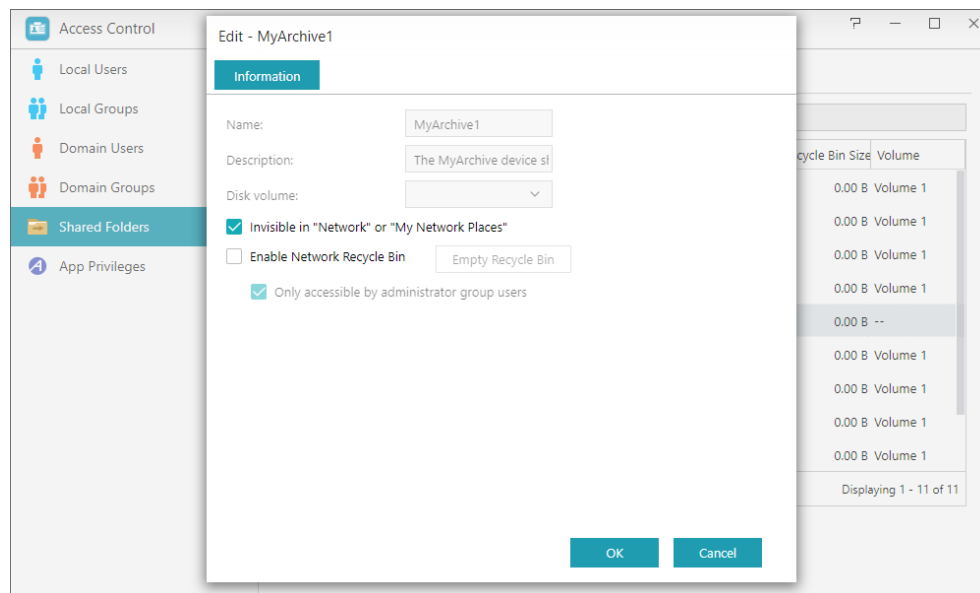 Access Control
Local Users
Local Groups
Domain Users
Domain Groups
Shared Folders
App Privileges
Edit - MyArchive1
Information
Name: MyArchive1
Description: The MyArchive device sl
Disk volume:
Invisible in "Network" or "My Network Places"
Enable Network Recycle Bin Empty Recycle Bin
Only accessible by administrator group users
OK Cancel
cycle Bin Size Volume
0.00 B Volume 1
0.00 B Volume 1
0.00 B Volume 1
0.00 B Volume 1
0.00 B --
0.00 B Volume 1
0.00 B Volume 1
0.00 B Volume 1
0.00 B Volume 1
Displaying 1 - 11 of 11